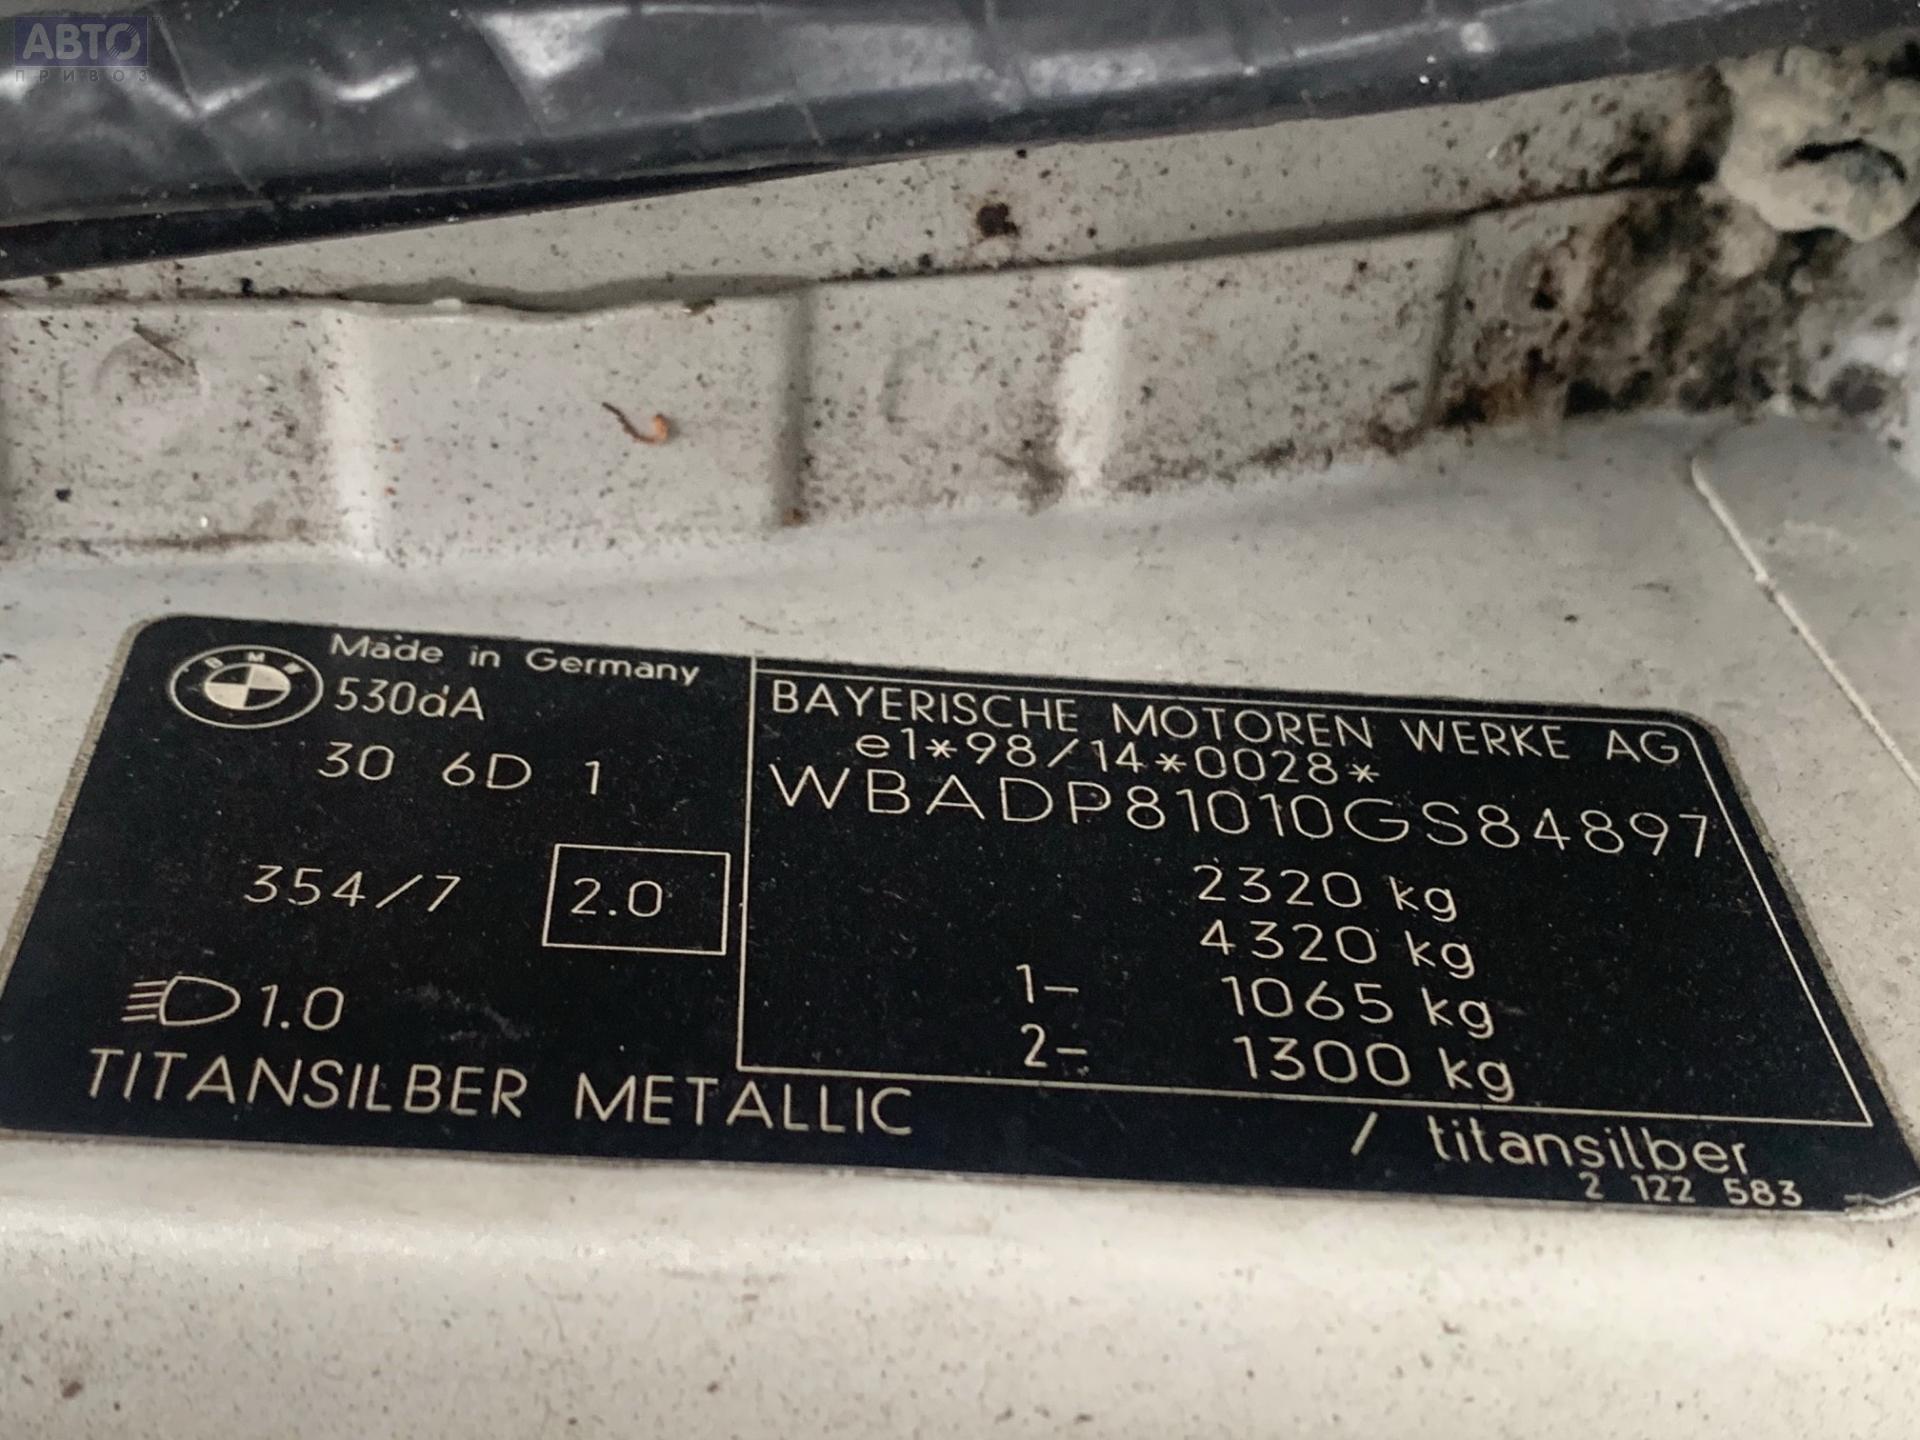 АВТО
ПРИВОЗ
BMW
Made in Germany
530dA
30 6D 1
354/7 2.0
1.0
TITANSILBER METALLIC
BAYERISCHE MOTOREN WERKE AG
e1*98/14*0028*
WBADP81010GS84897
2320 kg
4320 kg
1- 1065 kg
2- 1300 kg
/ titansilber
2 122 583